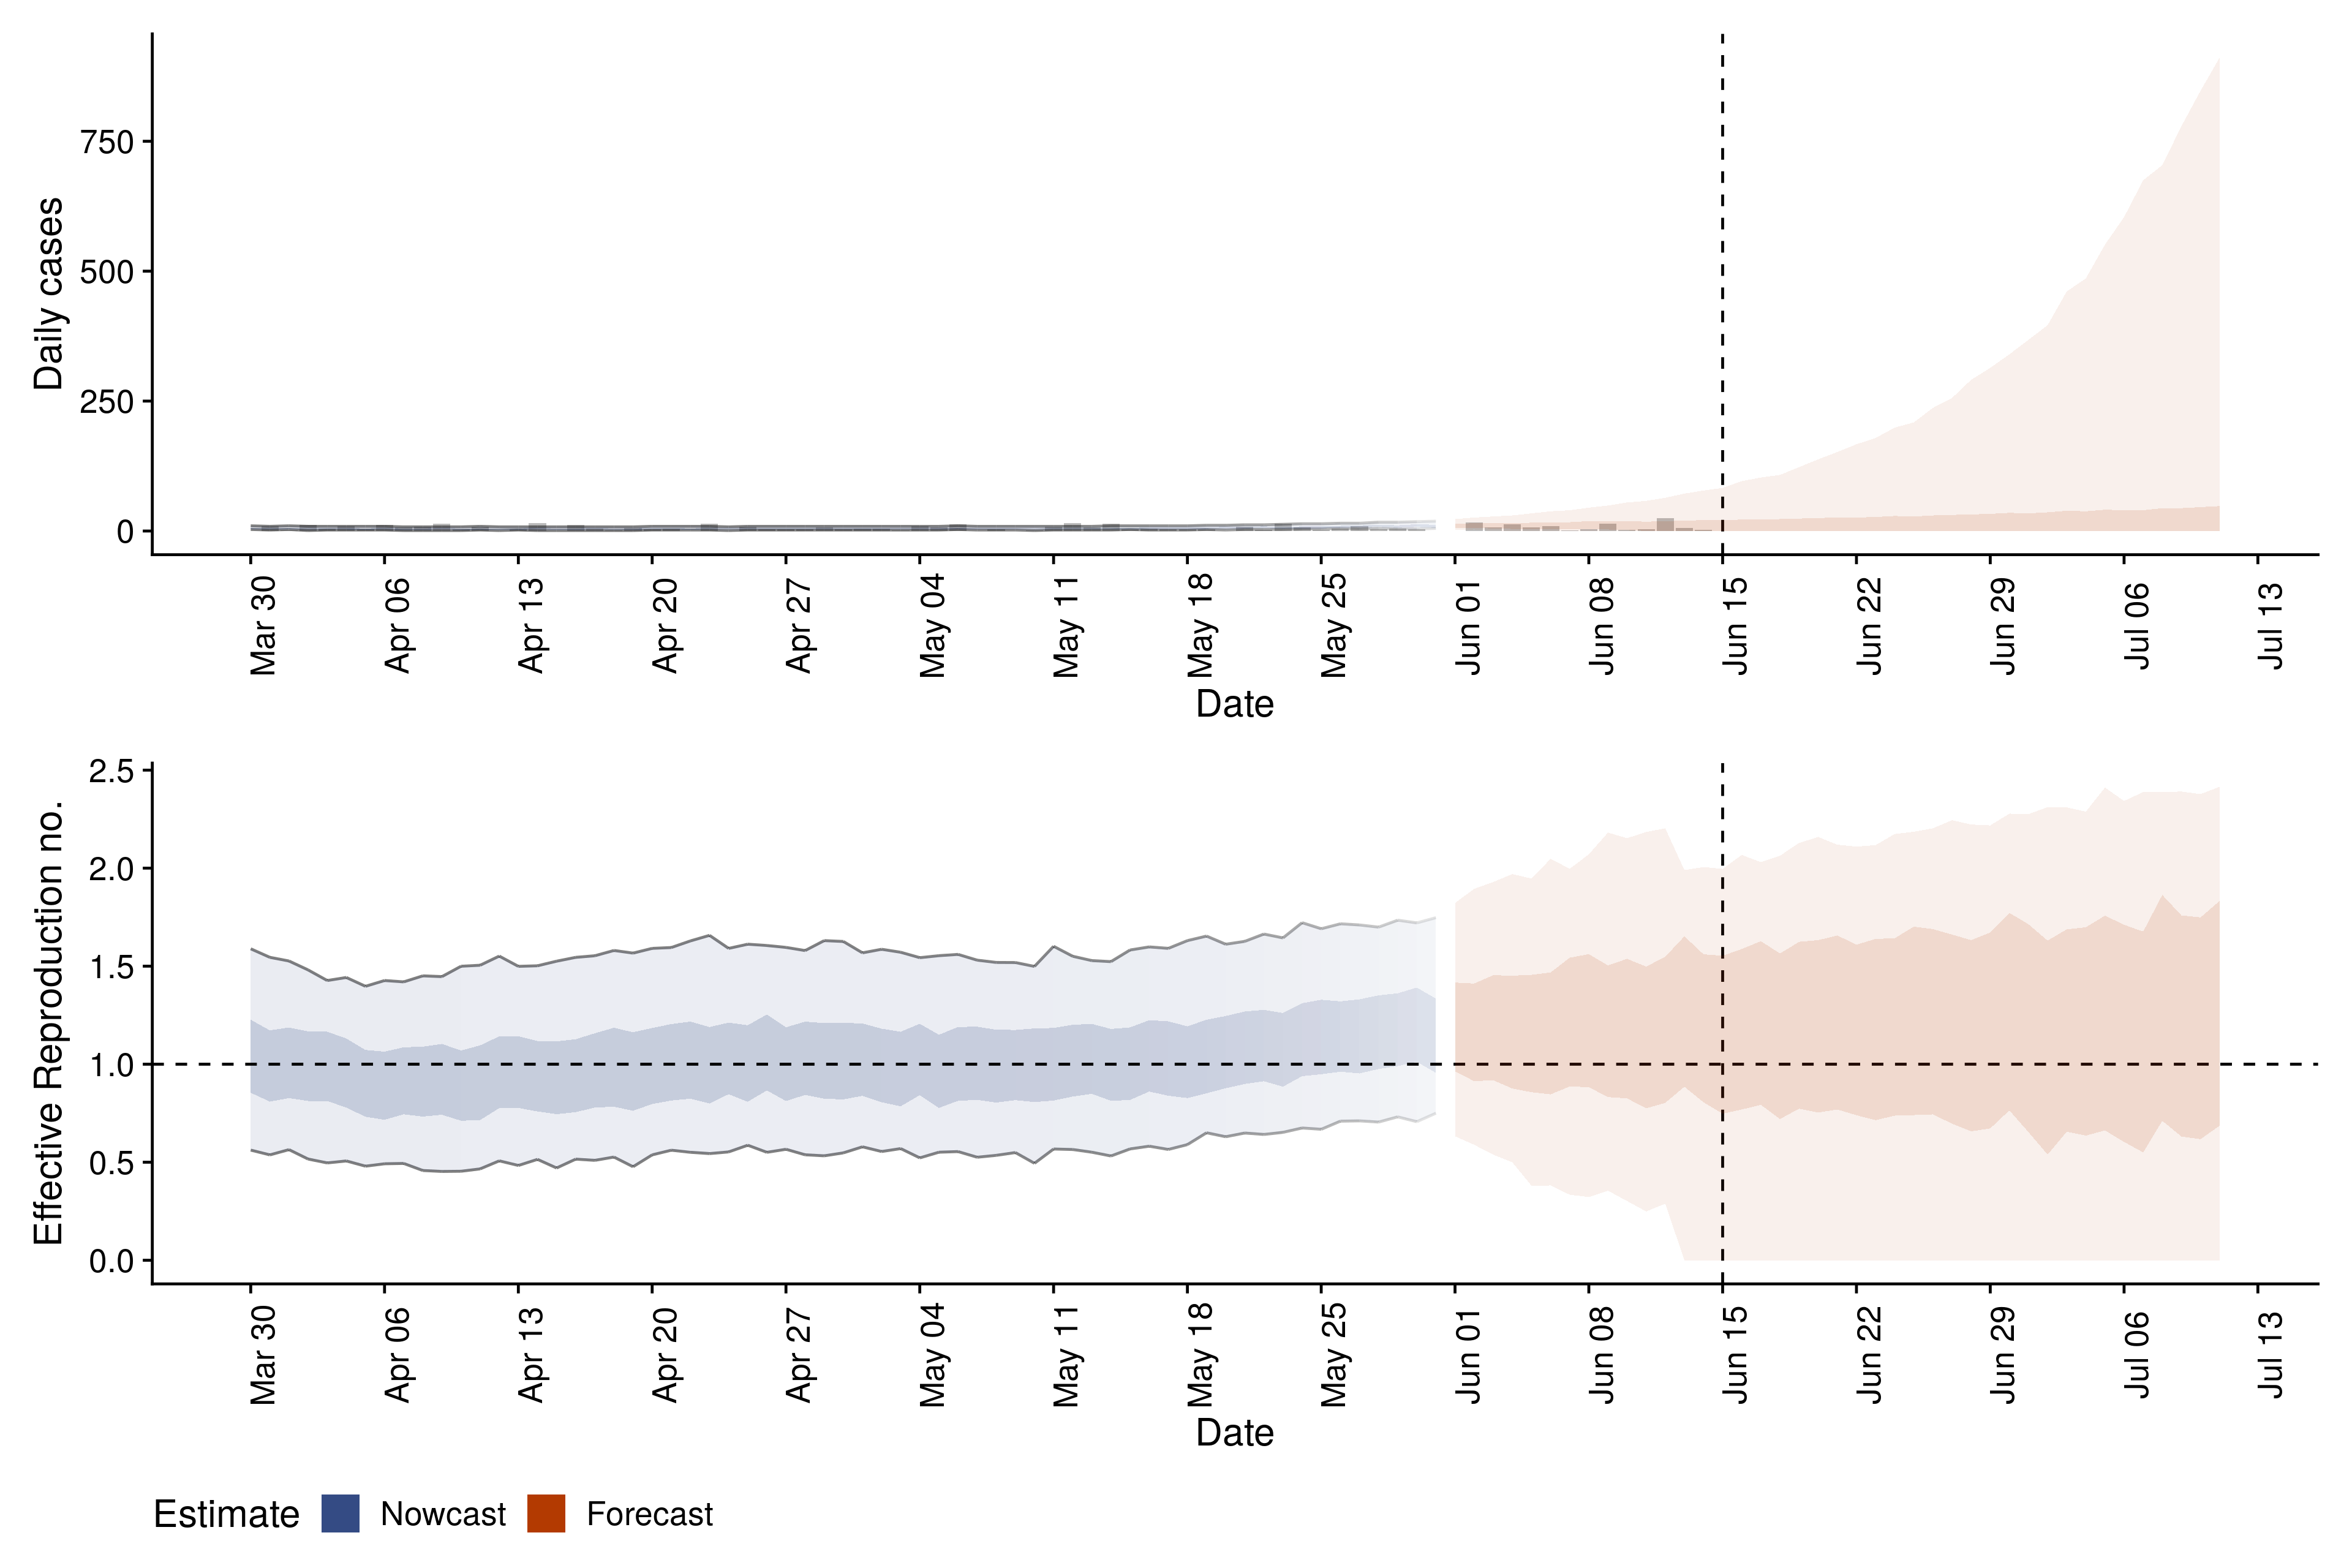 Daily cases
750
500
250
0
Mar 30
Apr 06
Apr 13
Apr 20
Apr 27
May 04
May 11
May 18
May 25
Jun 01
Jun 08
Jun 15
Jun 22
Jun 29
Jul 06
Jul 13
Date
Effective Reproduction no.
2.5
2.0
1.5
1.0
0.5
0.0
Mar 30
Apr 06
Apr 13
Apr 20
Apr 27
May 04
May 11
May 18
May 25
Jun 01
Jun 08
Jun 15
Jun 22
Jun 29
Jul 06
Jul 13
Date
Estimate Nowcast Forecast